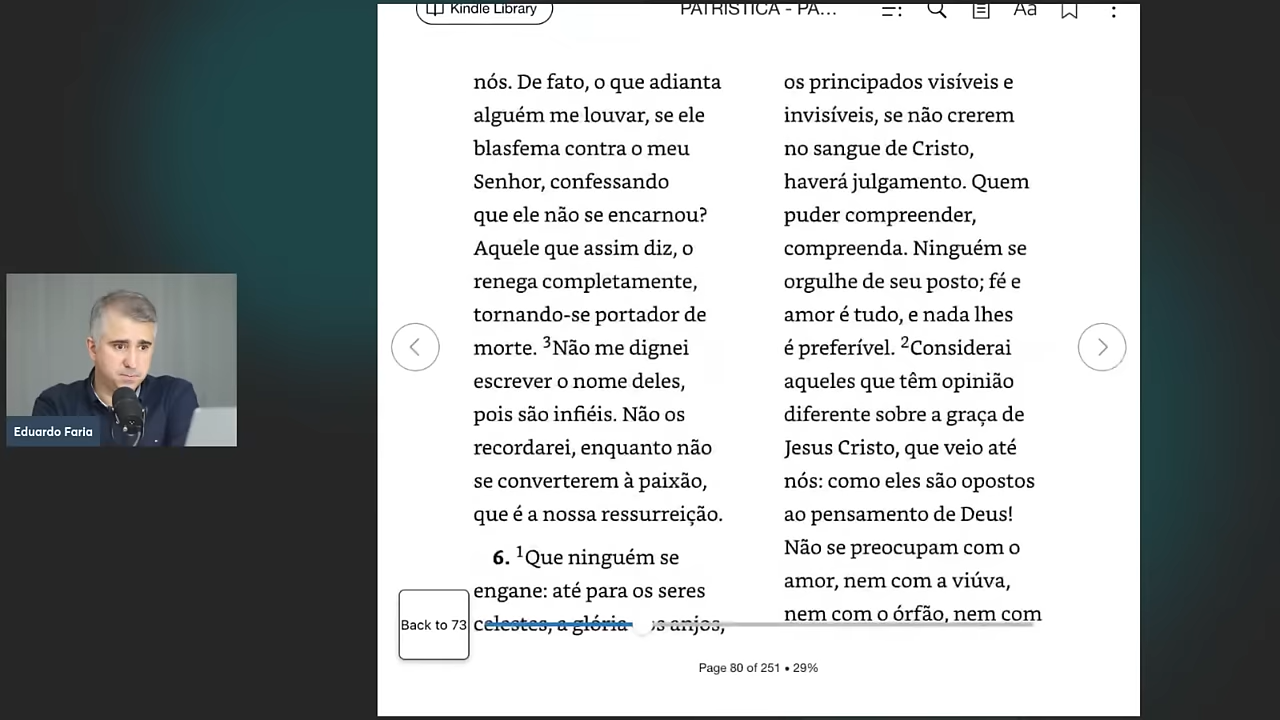 Kindle Library
PATRÍSTICA - PA...
Aa
nós. De fato, o que adianta
alguém me louvar, se ele
blasfema contra o meu
Senhor, confessando
que ele não se encarnou?
Aquele que assim diz, o
renega completamente,
tornando-se portador de
morte. ³Não me dignei
escrever o nome deles,
pois são infiéis. Não os
recordarei, enquanto não
se converterem à paixão,
que é a nossa ressurreição.
6. ¹Que ninguém se
engane: até para os seres
celestes, a glória dos anjos,
os principados visíveis e
invisíveis, se não crerem
no sangue de Cristo,
haverá julgamento. Quem
puder compreender,
compreenda. Ninguém se
orgulhe de seu posto; fé e
amor é tudo, e nada lhes
é preferível. ²Considerai
aqueles que têm opinião
diferente sobre a graça de
Jesus Cristo, que veio até
nós: como eles são opostos
ao pensamento de Deus!
Não se preocupam com o
amor, nem com a viúva,
nem com o órfão, nem com
Back to 73
Page 80 of 251 • 29%
Eduardo Faria